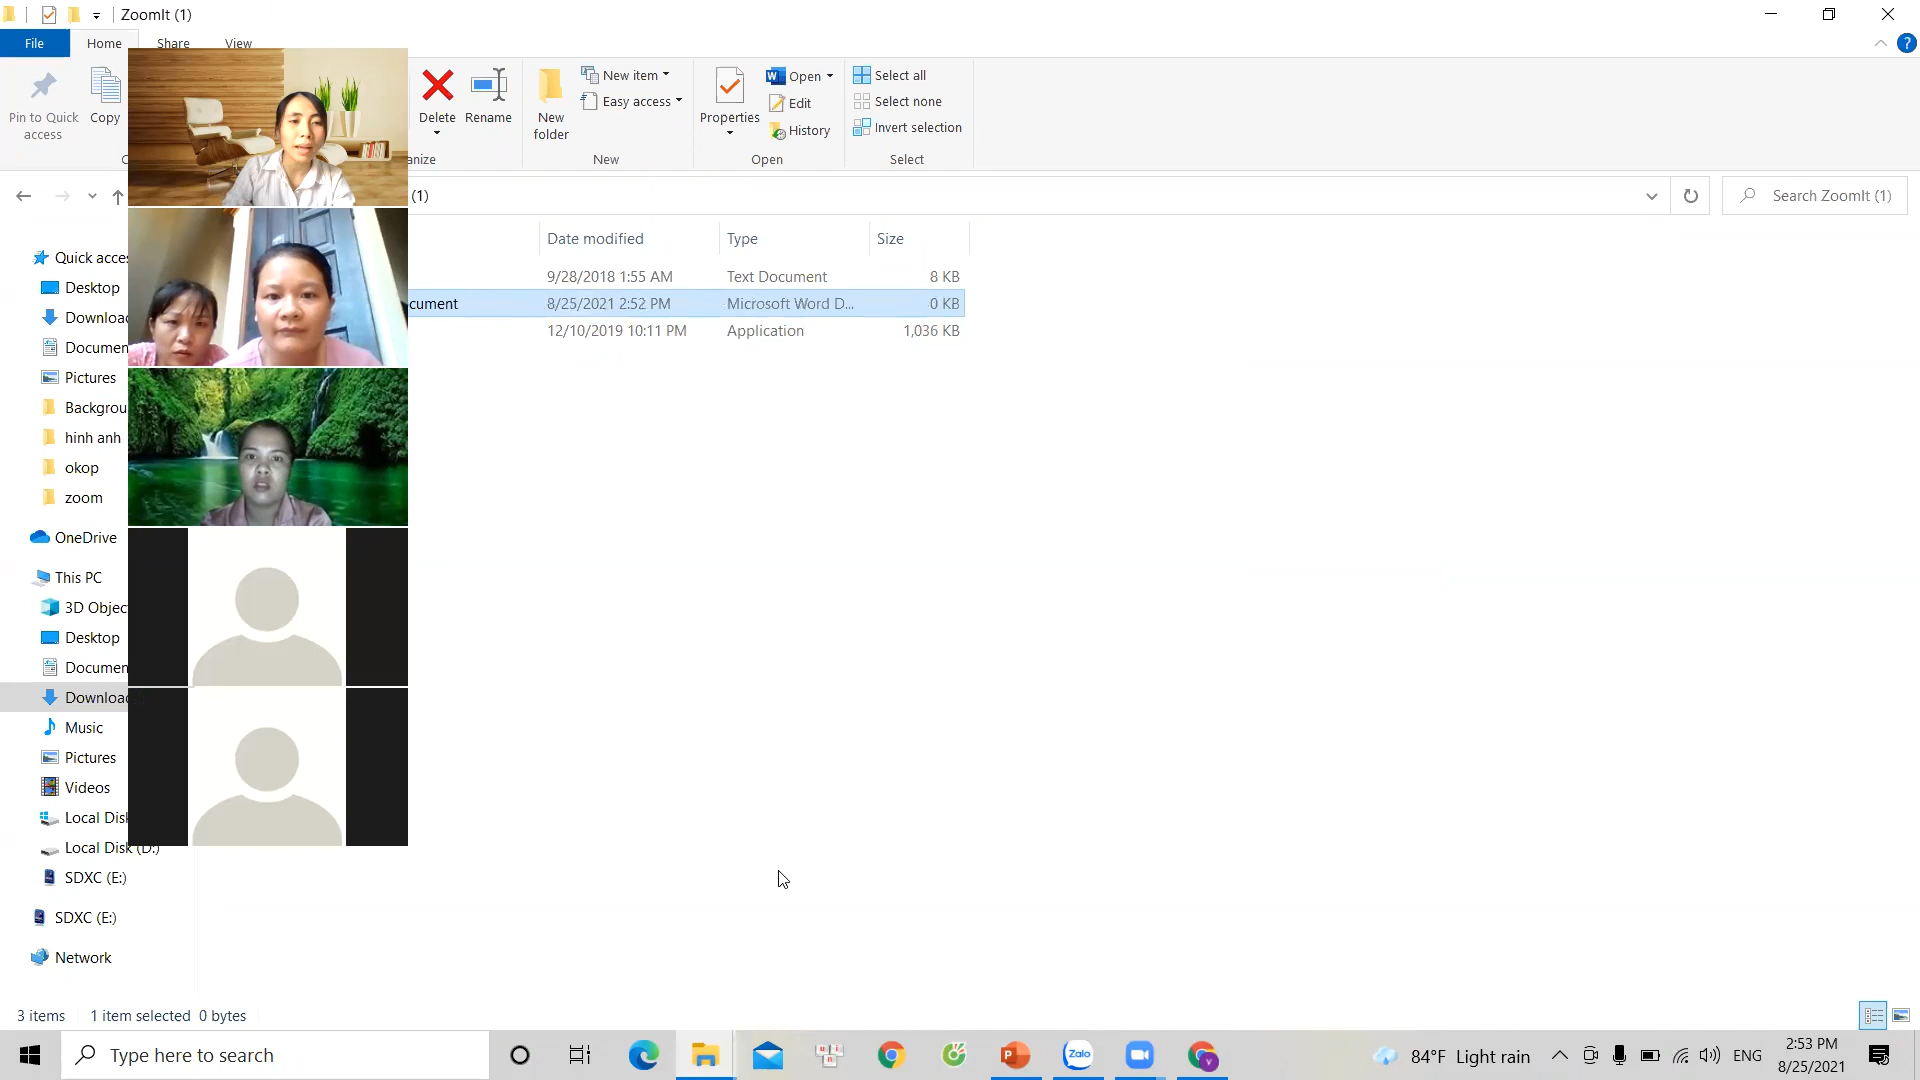 ZoomIt (1)
File Home Share View
Pin to Quick access
Copy
Delete
Rename
New folder
New item
Easy access
Properties
Open
Edit
History
Select all
Select none
Invert selection
anize
New
Open
Select
(1)
Search ZoomIt (1)
Date modified Type Size
9/28/2018 1:55 AM Text Document 8 KB
cument 8/25/2021 2:52 PM Microsoft Word D... 0 KB
12/10/2019 10:11 PM Application 1,036 KB
Quick acce
Desktop
Downloa
Documen
Pictures
Backgrou
hinh anh
okop
zoom
OneDrive
This PC
3D Objec
Desktop
Documen
Downloa
Music
Pictures
Videos
Local Disk
Local Disk (D:)
SDXC (E:)
SDXC (E:)
Network
3 items 1 item selected 0 bytes
Type here to search
Zalo
84°F Light rain
ENG
2:53 PM
8/25/2021